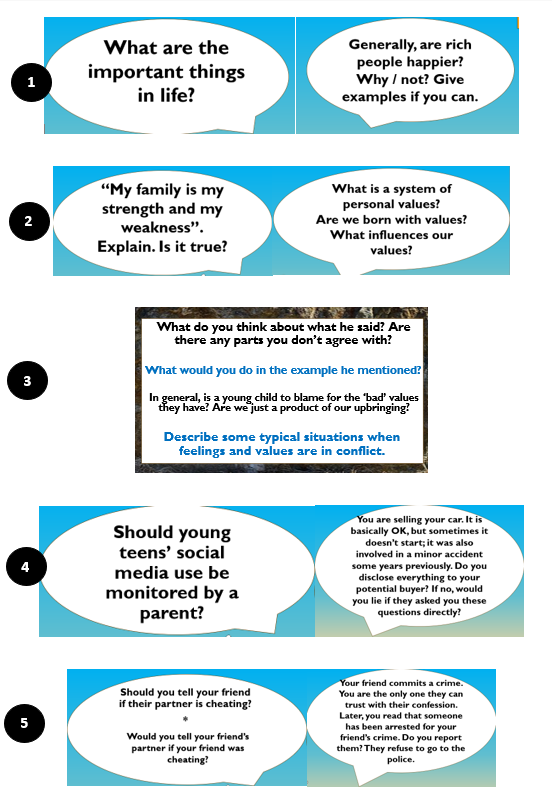 1
What are the
important things
in life?
Generally, are rich
people happier?
Why / not? Give
examples if you can.
2
“My family is my
strength and my
weakness”.
Explain. Is it true?
What is a system of
personal values?
Are we born with values?
What influences our
values?
3
What do you think about what he said? Are
there any parts you don’t agree with?
What would you do in the example he mentioned?
In general, is a young child to blame for the ‘bad’ values
they have? Are we just a product of our upbringing?
Describe some typical situations when
feelings and values are in conflict.
4
Should young
teens’ social
media use be
monitored by a
parent?
You are selling your car. It is
basically OK, but sometimes it
doesn’t start; it was also
involved in a minor accident
some years previously. Do you
disclose everything to your
potential buyer? If no, would
you lie if they asked you these
questions directly?
5
Should you tell your friend
if their partner is cheating?
*
Would you tell your friend’s
partner if your friend was
cheating?
Your friend commits a crime.
You are the only one they can
trust with their confession.
Later, you read that someone
has been arrested for your
friend’s crime. Do you report
them? They refuse to go to the
police.